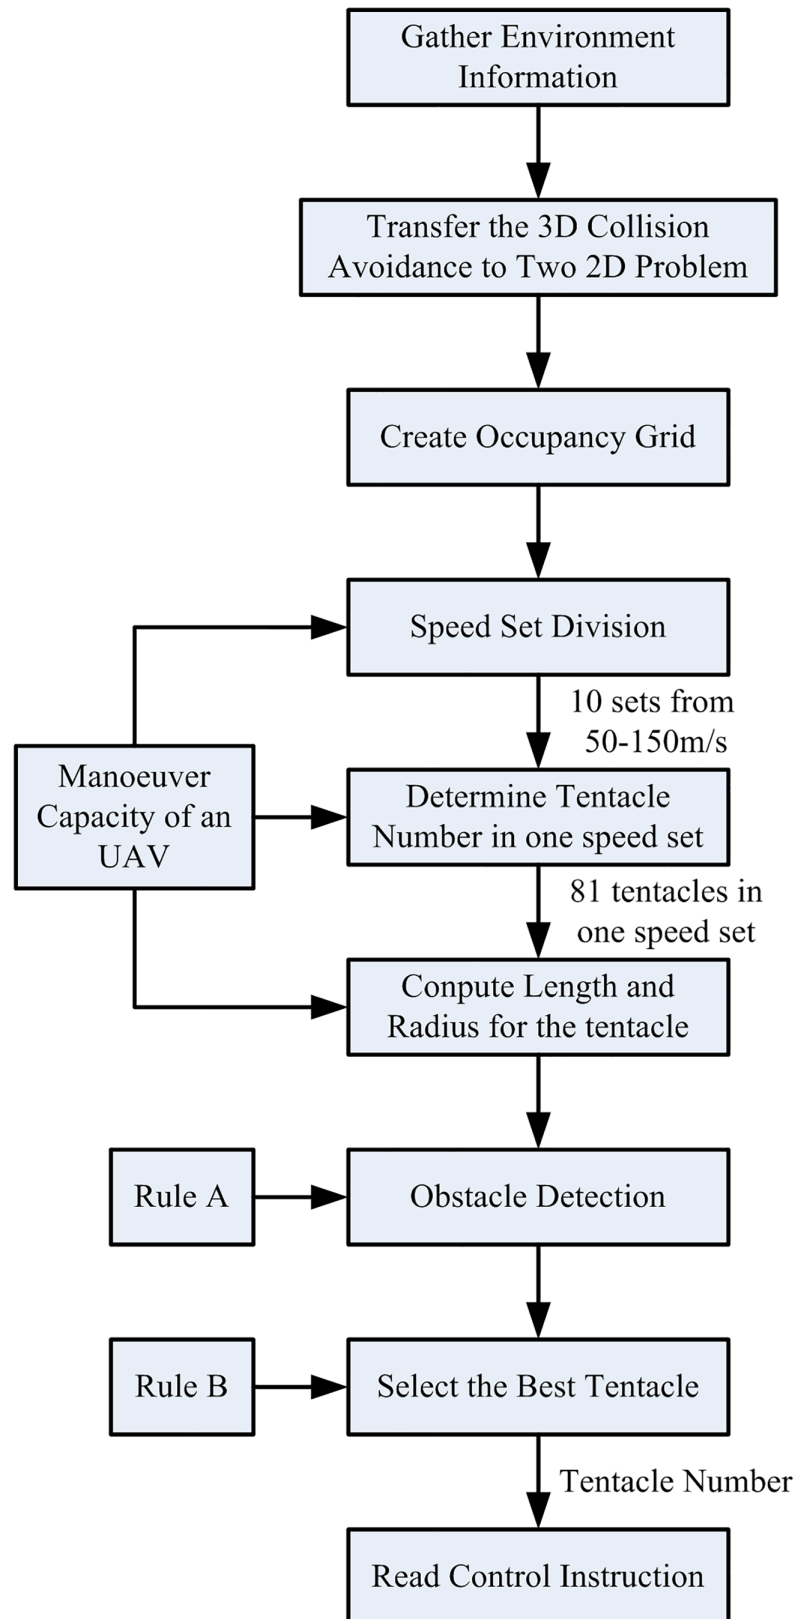 Gather Environment
Information
Transfer the 3D Collision
Avoidance to Two 2D Problem
Create Occupancy Grid
Speed Set Division
10 sets from
50-150m/s
Manoeuver
Capacity of an
UAV
Determine Tentacle
Number in one speed set
81 tentacles in
one speed set
Conpute Length and
Radius for the tentacle
Rule A
Obstacle Detection
Rule B
Select the Best Tentacle
Tentacle Number
Read Control Instruction